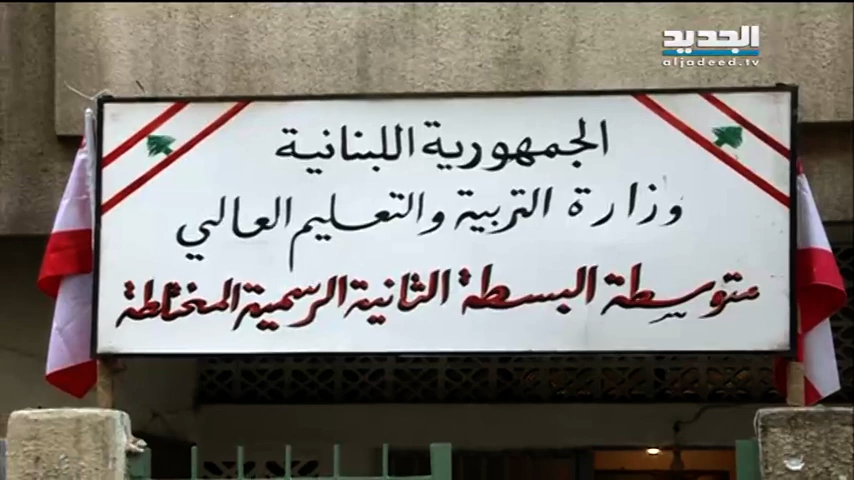 الجديد
aljadeed.tv
الجمهورية اللبنانية
وزارة التربية والتعليم العالي
متوسطة البسطة الثانية الرسمية المختلطة